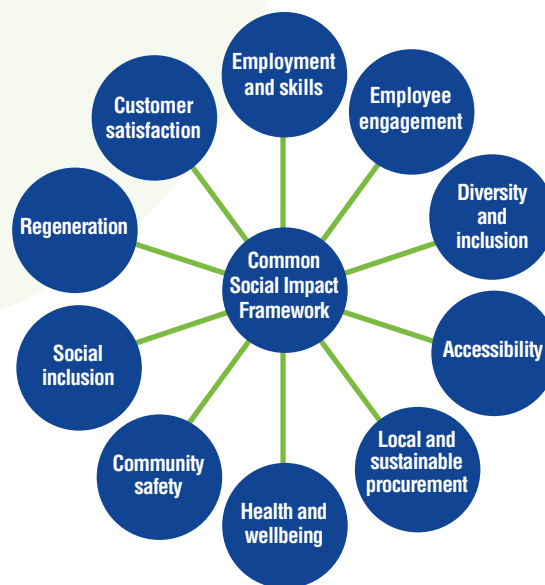 Employment
and skills
Employee
engagement
Diversity
and
inclusion
Accessibility
Local and
sustainable
procurement
Health and
wellbeing
Community
safety
Social
inclusion
Regeneration
Customer
satisfaction
Common
Social Impact
Framework